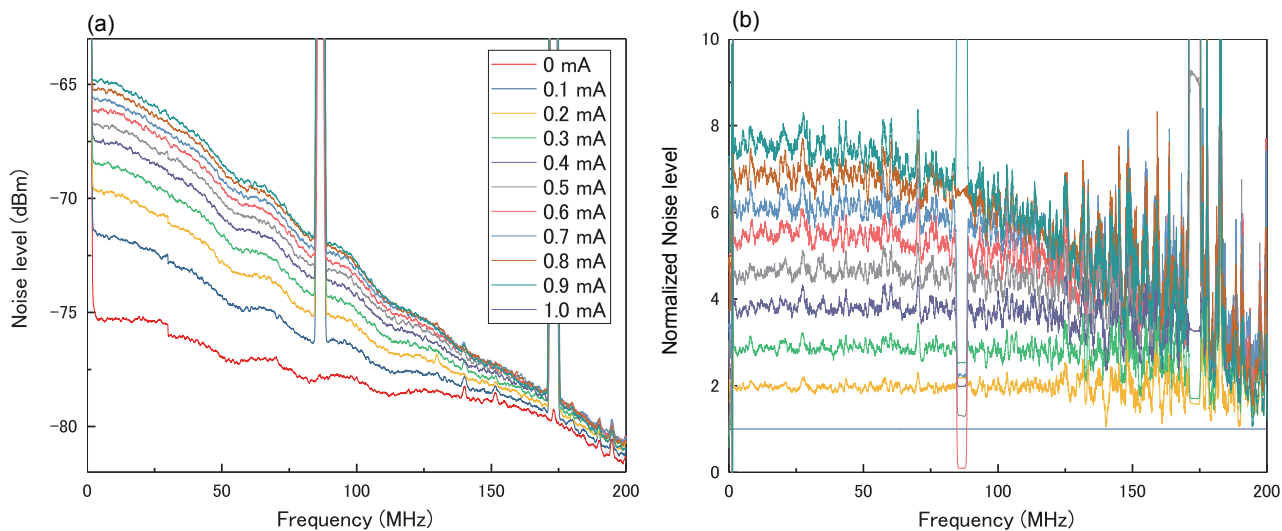 (a)
Noise level (dBm)
−65
−70
−75
−80
0 mA
0.1 mA
0.2 mA
0.3 mA
0.4 mA
0.5 mA
0.6 mA
0.7 mA
0.8 mA
0.9 mA
1.0 mA
0 50 100 150 200
Frequency (MHz)
(b)
Normalized Noise level
10
8
6
4
2
0
0 50 100 150 200
Frequency (MHz)